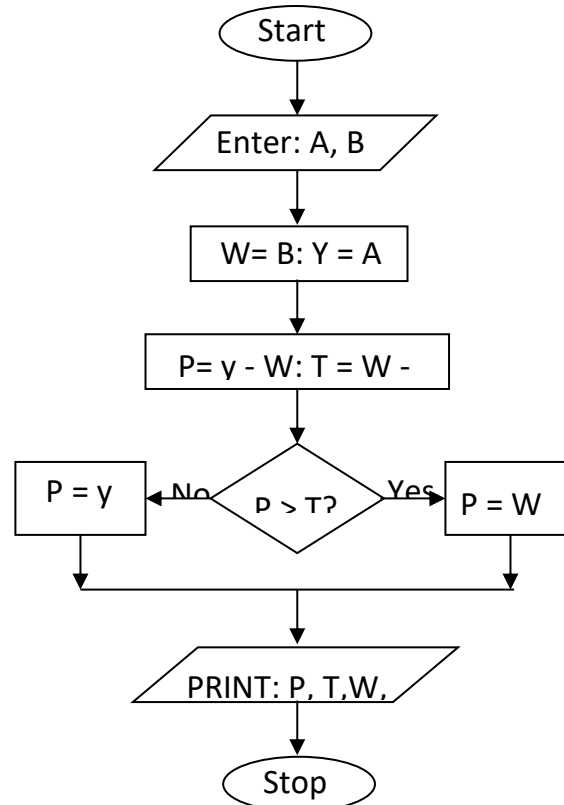 Start
Enter: A, B
W= B: Y = A
P= y - W: T = W -
P = y
No
P > T?
Yes
P = W
PRINT: P, T,W,
Stop